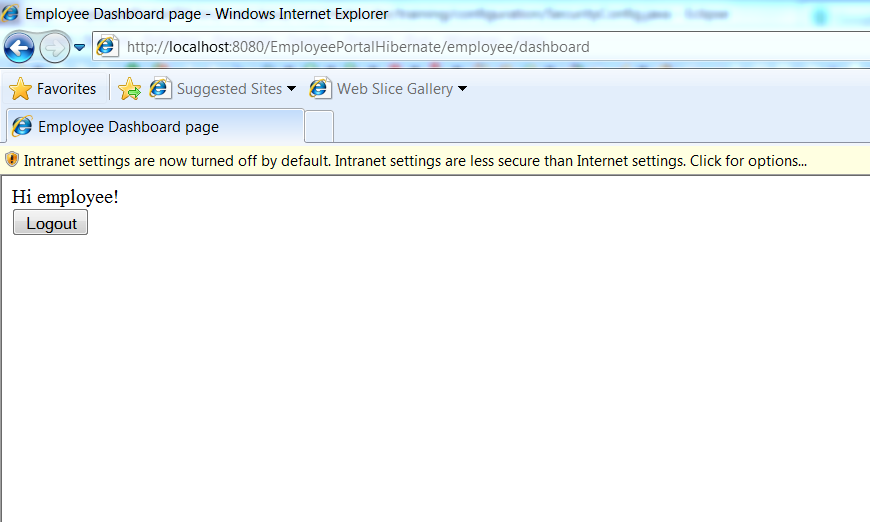 Employee Dashboard page - Windows Internet Explorer
http://localhost:8080/EmployeePortalHibernate/employee/dashboard
Favorites Suggested Sites Web Slice Gallery
Employee Dashboard page
Intranet settings are now turned off by default. Intranet settings are less secure than Internet settings. Click for options...
Hi employee!
Logout